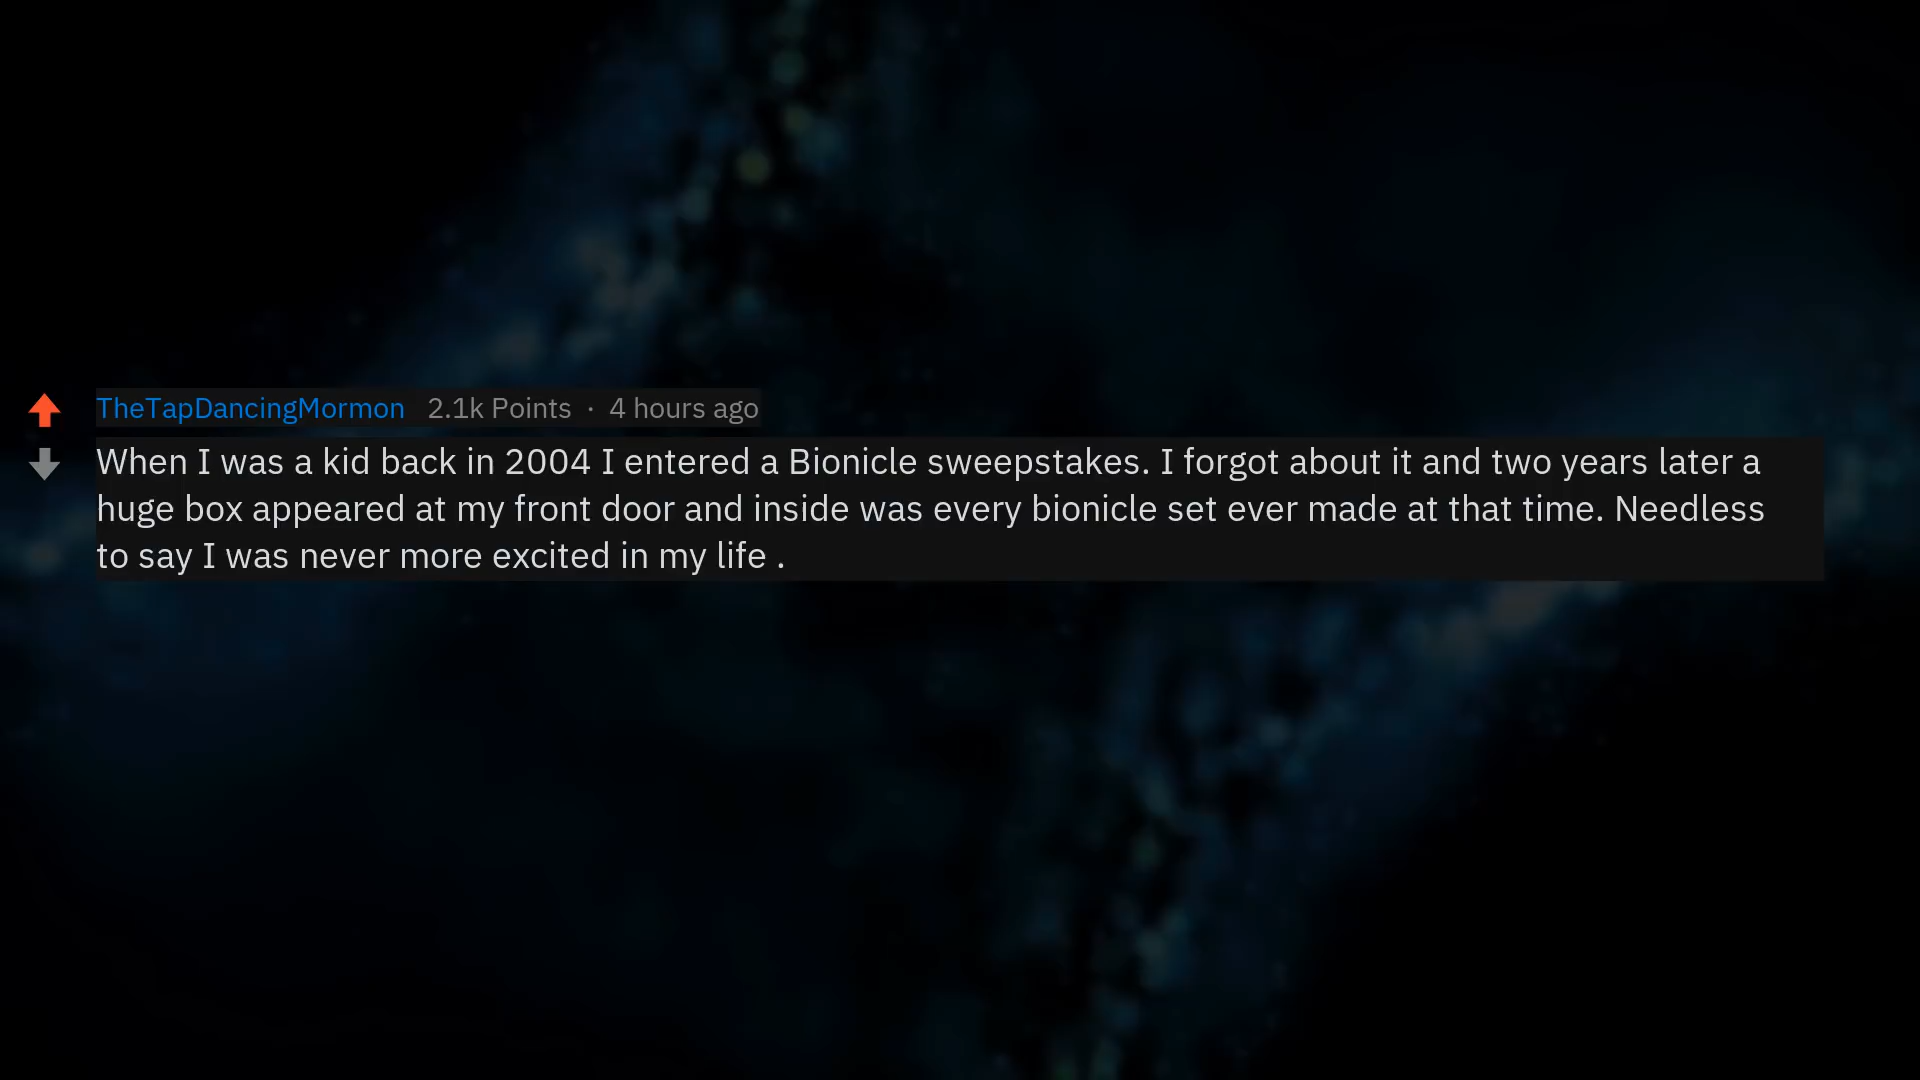 TheTapDancingMormon 2.1k Points · 4 hours ago
When I was a kid back in 2004 I entered a Bionicle sweepstakes. I forgot about it and two years later a
huge box appeared at my front door and inside was every bionicle set ever made at that time. Needless
to say I was never more excited in my life .